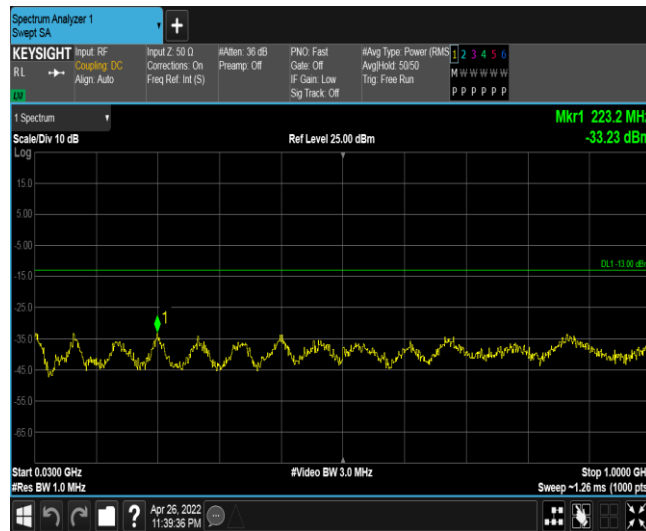 Spectrum Analyzer 1
Swept SA
KEYSIGHT Input: RF Input Z: 50 Ω #Atten: 36 dB PNO: Fast #Avg Type: Power (RMS 1 2 3 4 5 6
RL Coupling: DC Corrections: On Preamp: Off Gate: Off Avg|Hold: 50/50 M W W W W W
Align: Auto Freq Ref: Int (S) IF Gain: Low Trig: Free Run
Sig Track: Off P P P P P P
1 Spectrum Mkr1 223.2 MHz
Scale/Div 10 dB Ref Level 25.00 dBm -33.23 dBm
Log
15.0
5.00
-5.00
DL1 -13.00 dBm
-15.0
-25.0
1
-35.0
-45.0
-55.0
-65.0
Start 0.0300 GHz #Video BW 3.0 MHz Stop 1.0000 GH
#Res BW 1.0 MHz Sweep ~1.26 ms (1000 pts
? Apr 26, 2022
11:39:36 PM